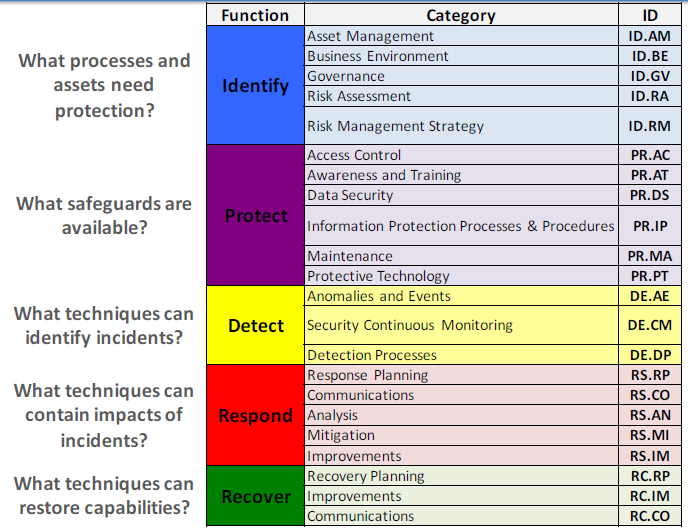 Function Category ID
What processes and
assets need
protection?
Identify
Asset Management ID.AM
Business Environment ID.BE
Governance ID.GV
Risk Assessment ID.RA
Risk Management Strategy ID.RM
What safeguards are
available?
Protect
Access Control PR.AC
Awareness and Training PR.AT
Data Security PR.DS
Information Protection Processes & Procedures PR.IP
Maintenance PR.MA
Protective Technology PR.PT
What techniques can
identify incidents?
Detect
Anomalies and Events DE.AE
Security Continuous Monitoring DE.CM
Detection Processes DE.DP
What techniques can
contain impacts of
incidents?
Respond
Response Planning RS.RP
Communications RS.CO
Analysis RS.AN
Mitigation RS.MI
Improvements RS.IM
What techniques can
restore capabilities?
Recover
Recovery Planning RC.RP
Improvements RC.IM
Communications RC.CO